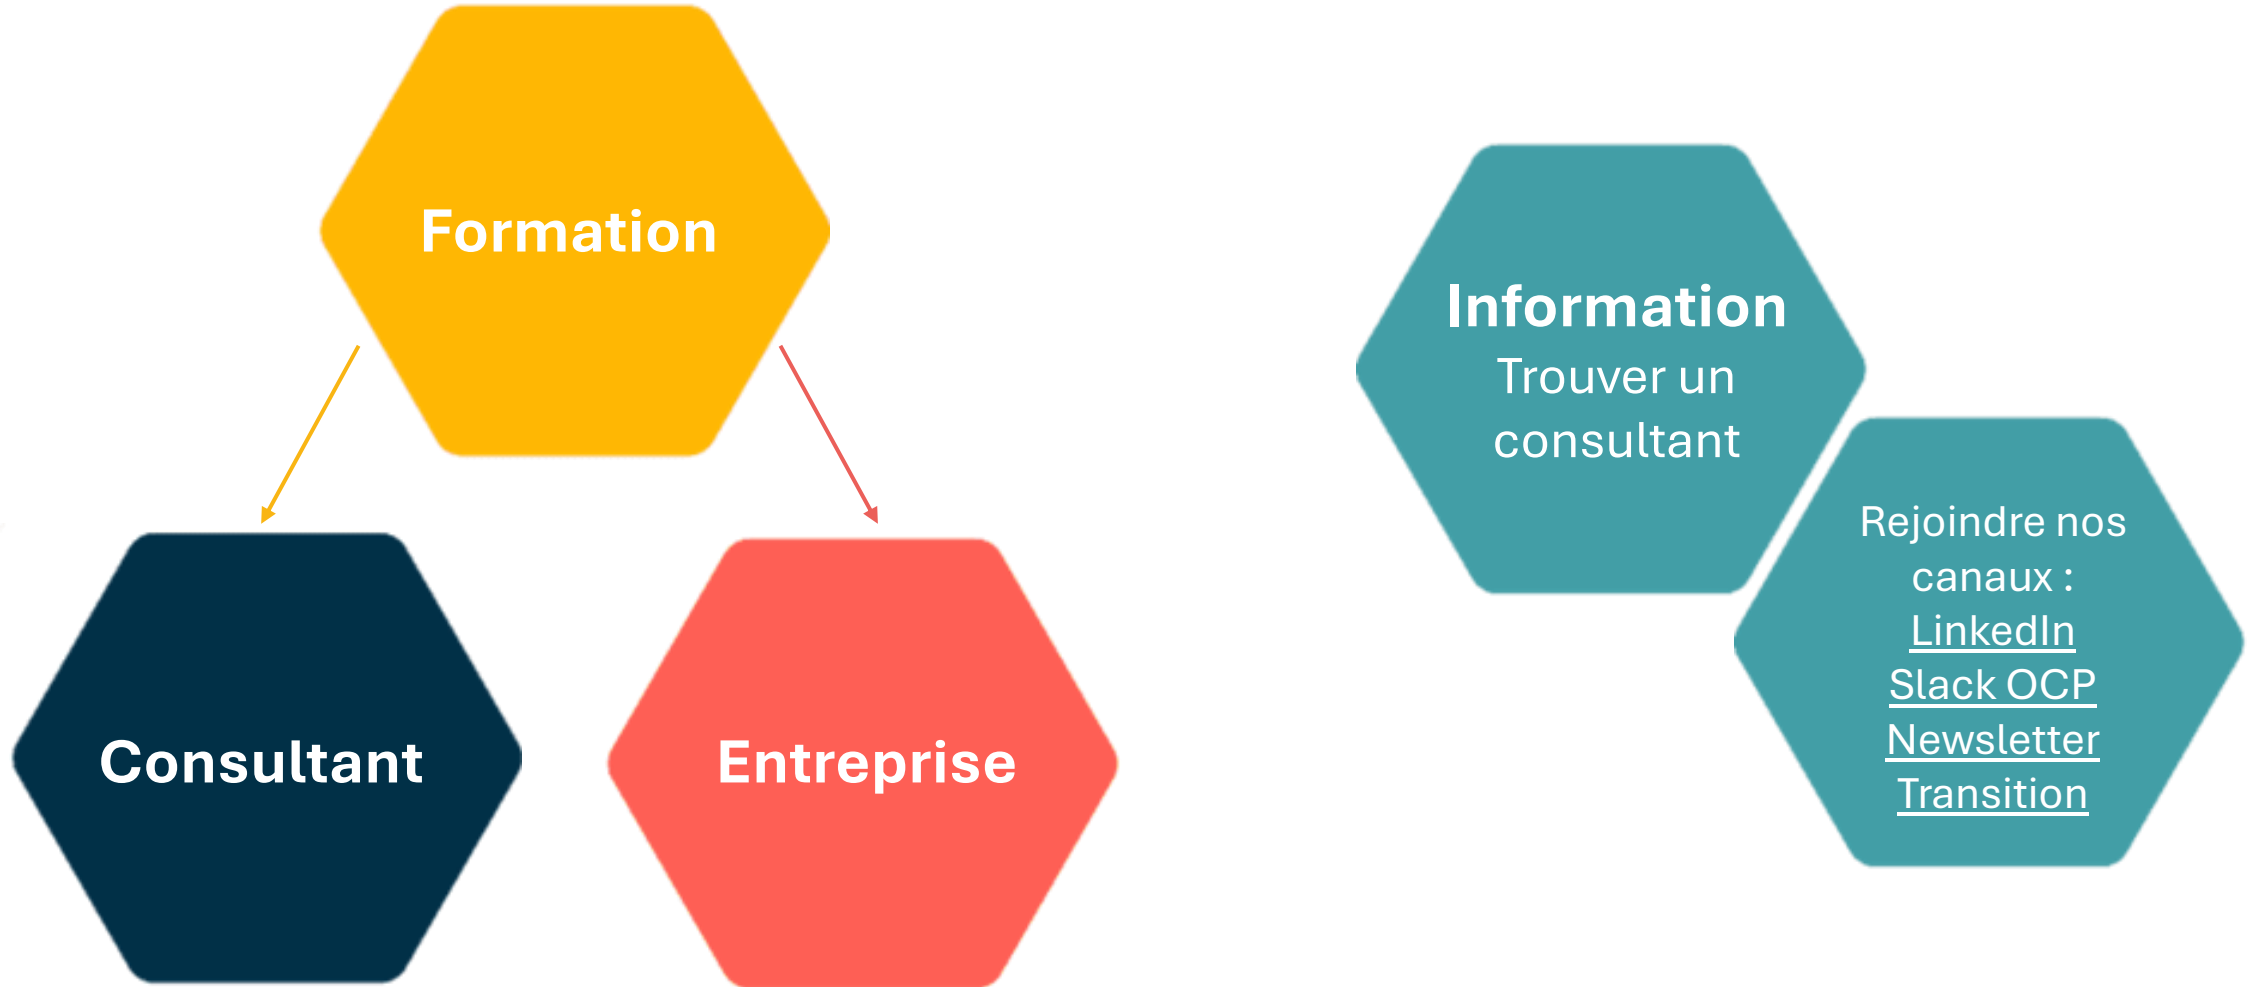 Formation
Consultant
Entreprise
Information
Trouver un
consultant
Rejoindre nos
canaux :
LinkedIn
Slack OCP
Newsletter
Transition